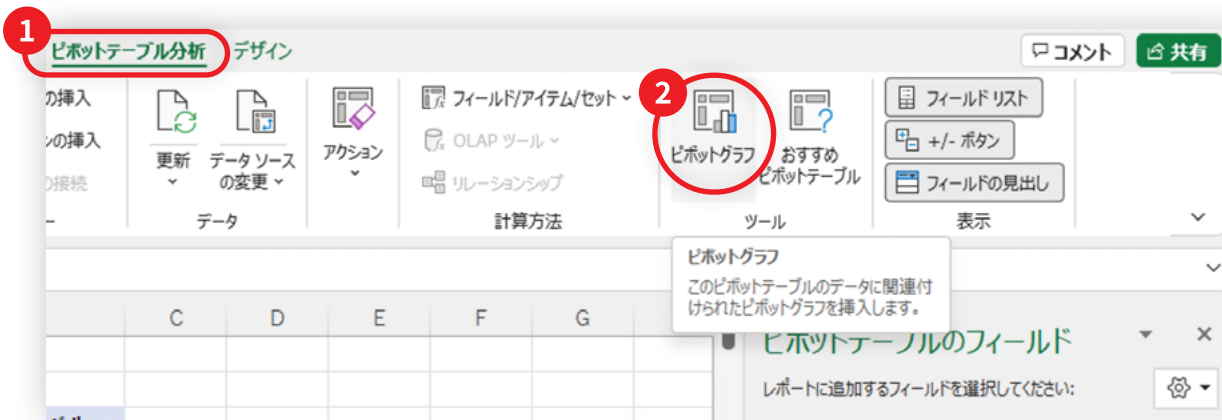 1
ピボットテーブル分析 デザイン
コメント 共有
の挿入
の挿入
の接続
更新
データ ソース
の変更
データ
アクション
フィールド/アイテム/セット
OLAP ツール
リレーションシップ
計算方法
2
ピボットグラフ
おすすめ
ピボットテーブル
ツール
フィールド リスト
+/- ボタン
フィールドの見出し
表示
ピボットグラフ
このピボットテーブルのデータに関連付
けられたピボットグラフを挿入します。
C D E F G
ピボットテーブルのフィールド
レポートに追加するフィールドを選択してください: